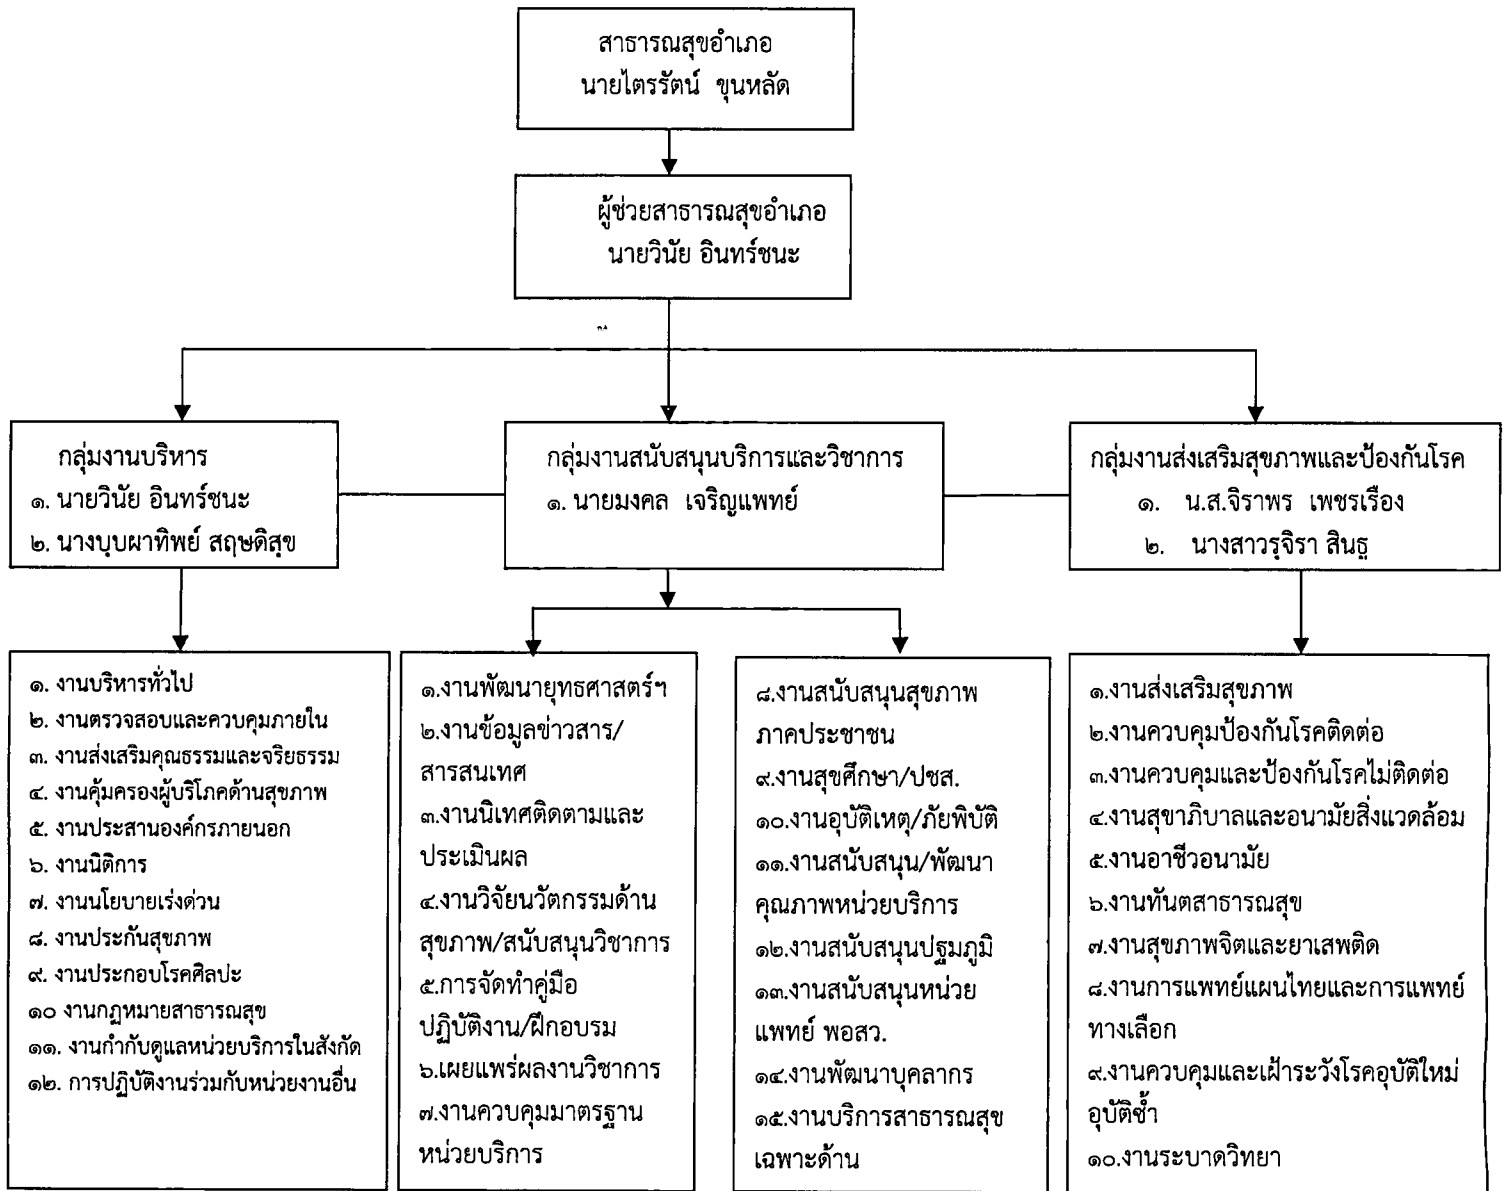 สาธารณสุขอำเภอ
นายไตรรัตน์ ขุนหลัด
ผู้ช่วยสาธารณสุขอำเภอ
นายวินัย อินทร์ชนะ
กลุ่มงานบริหาร
๑. นายวินัย อินทร์ชนะ
๒. นางบุบผาทิพย์ สฤษดิสุข
กลุ่มงานสนับสนุนบริการและวิชาการ
๑. นายมงคล เจริญแพทย์
กลุ่มงานส่งเสริมสุขภาพและป้องกันโรค
๑. น.ส.จิราพร เพชรเรือง
๒. นางสาวรุจิรา สินธุ
๑. งานบริหารทั่วไป
๒. งานตรวจสอบและควบคุมภายใน
๓. งานส่งเสริมคุณธรรมและจริยธรรม
๔. งานคุ้มครองผู้บริโภคด้านสุขภาพ
๕. งานประสานองค์กรภายนอก
๖. งานนิติการ
๗. งานนโยบายเร่งด่วน
๘. งานประกันสุขภาพ
๙. งานประกอบโรคศิลปะ
๑๐ งานกฎหมายสาธารณสุข
๑๑. งานกำกับดูแลหน่วยบริการในสังกัด
๑๒. การปฏิบัติงานร่วมกับหน่วยงานอื่น
๑.งานพัฒนายุทธศาสตร์ฯ
๒.งานข้อมูลข่าวสาร/
สารสนเทศ
๓.งานนิเทศติดตามและ
ประเมินผล
๔.งานวิจัยนวัตกรรมด้าน
สุขภาพ/สนับสนุนวิชาการ
๕.การจัดทำคู่มือ
ปฏิบัติงาน/ฝึกอบรม
๖.เผยแพร่ผลงานวิชาการ
๗.งานควบคุมมาตรฐาน
หน่วยบริการ
๘.งานสนับสนุนสุขภาพ
ภาคประชาชน
๙.งานสุขศึกษา/ปชส.
๑๐.งานอุบัติเหตุ/ภัยพิบัติ
๑๑.งานสนับสนุน/พัฒนา
คุณภาพหน่วยบริการ
๑๒.งานสนับสนุนปฐมภูมิ
๑๓.งานสนับสนุนหน่วย
แพทย์ พอสว.
๑๔.งานพัฒนาบุคลากร
๑๕.งานบริการสาธารณสุข
เฉพาะด้าน
๑.งานส่งเสริมสุขภาพ
๒.งานควบคุมป้องกันโรคติดต่อ
๓.งานควบคุมและป้องกันโรคไม่ติดต่อ
๔.งานสุขาภิบาลและอนามัยสิ่งแวดล้อม
๕.งานอาชีวอนามัย
๖.งานทันตสาธารณสุข
๗.งานสุขภาพจิตและยาเสพติด
๘.งานการแพทย์แผนไทยและการแพทย์
ทางเลือก
๙.งานควบคุมและเฝ้าระวังโรคอุบัติใหม่
อุบัติซ้ำ
๑๐.งานระบาดวิทยา